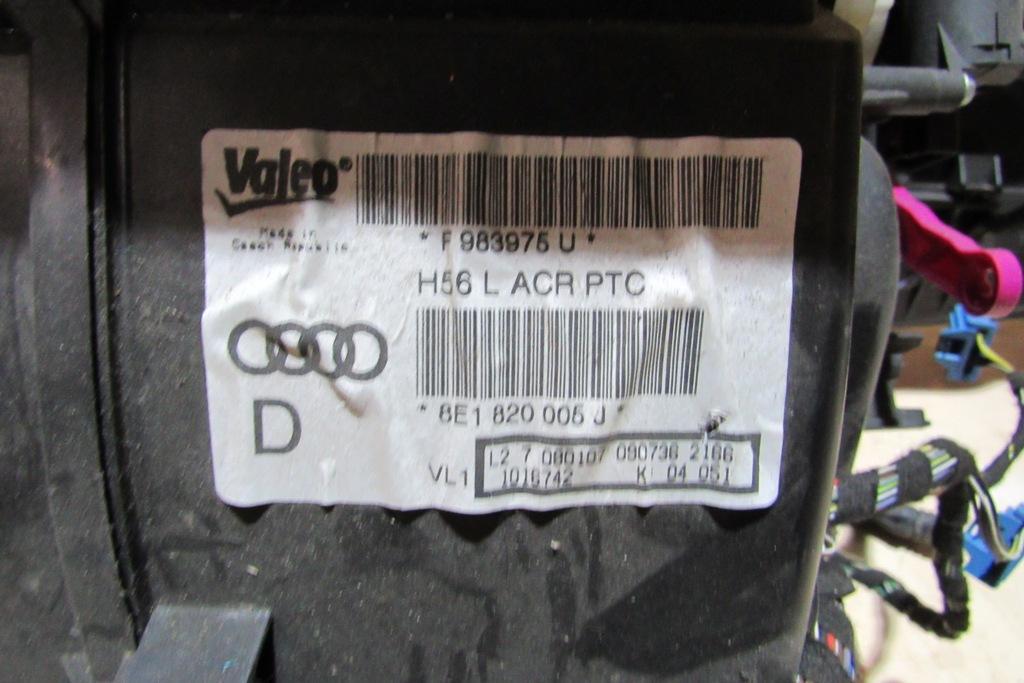 Valeo®
Made in
Czech Republic
* F 983975 U *
H56 L ACR PTC
* 8E1 820 005 J *
D
VL1
L2 7 080107 090736 2166
1016742 K 04 051